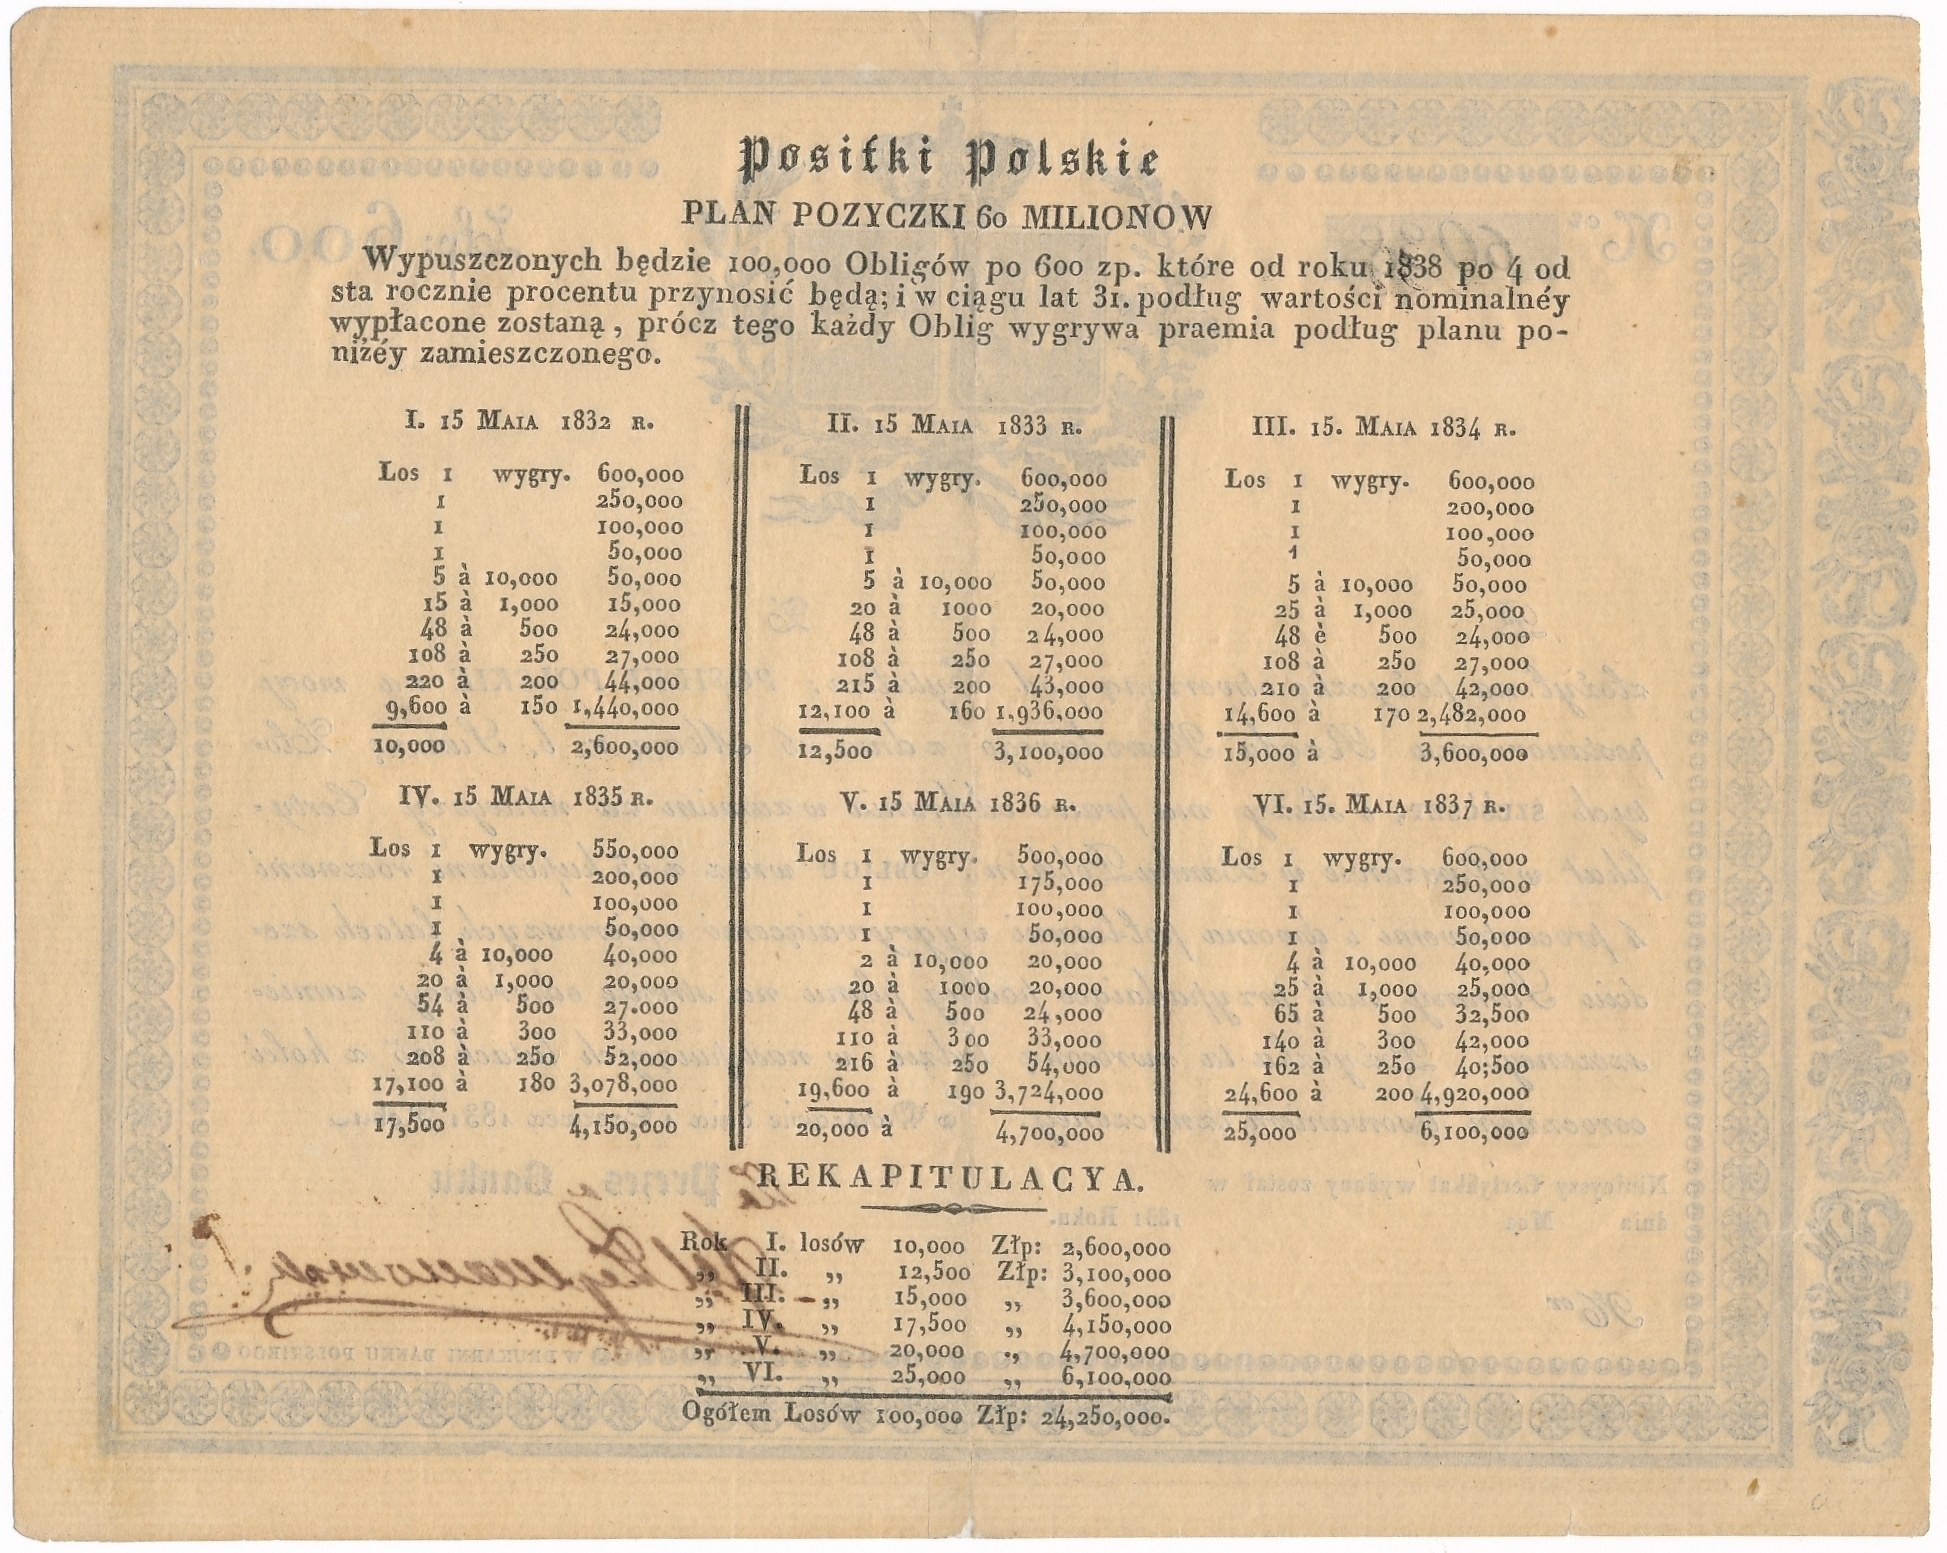 Posiłki Polskie
PLAN POZYCZKI 60 MILIONOW
Wypuszczonych będzie 100,000 Obligów po 600 zp. które od roku 1838 po 4 od
sta rocznie procentu przynosić będą; i w ciągu lat 31. podług wartości nominalnéy
wypłacone zostaną, prócz tego każdy Oblig wygrywa praemia podług planu po-
niżéy zamieszczonego.
I. 15 MAIA 1832 R.
Los 1 wygry. 600,000
1 250,000
1 100,000
1 50,000
5 à 10,000 50,000
15 à 1,000 15,000
48 à 500 24,000
108 à 250 27,000
220 à 200 44,000
9,600 à 150 1,440,000
10,000 2,600,000
II. 15 MAIA 1833 R.
Los 1 wygry. 600,000
1 250,000
1 100,000
1 50,000
5 à 10,000 50,000
20 à 1000 20,000
48 à 500 24,000
108 à 250 27,000
215 à 200 43,000
12,100 à 160 1,936,000
12,500 3,100,000
III. 15. MAIA 1834 R.
Los 1 wygry. 600,000
1 200,000
1 100,000
1 50,000
5 à 10,000 50,000
25 à 1,000 25,000
48 è 500 24,000
108 à 250 27,000
210 à 200 42,000
14,600 à 170 2,482,000
15,000 à 3,600,000
IV. 15 MAIA 1835 R.
Los 1 wygry. 550,000
1 200,000
1 100,000
1 50,000
4 à 10,000 40,000
20 à 1,000 20,000
54 à 500 27.000
110 à 300 33,000
208 à 250 52,000
17,100 à 180 3,078,000
17,500 4,150,000
V. 15 MAIA 1836 R.
Los 1 wygry. 500,000
1 175,000
1 100,000
1 50,000
2 à 10,000 20,000
20 à 1000 20,000
48 à 500 24,000
110 à 300 33,000
216 à 250 54,000
19,600 à 190 3,724,000
20,000 à 4,700,000
VI. 15. MAIA 1837 R.
Los 1 wygry. 600,000
1 250,000
1 100,000
1 50,000
4 à 10,000 40,000
25 à 1,000 25,000
65 à 500 32,500
140 à 300 42,000
162 à 250 40;500
24,600 à 200 4,920,000
25,000 6,100,000
REKAPITULACYA.
Rok I. losów 10,000 Złp: 2,600,000
„ II. „ 12,500 Złp: 3,100,000
„ III. „ 15,000 „ 3,600,000
„ IV. „ 17,500 „ 4,150,000
„ V. „ 20,000 „ 4,700,000
„ VI. „ 25,000 „ 6,100,000
Ogółem Losów 100,000 Złp: 24,250,000.